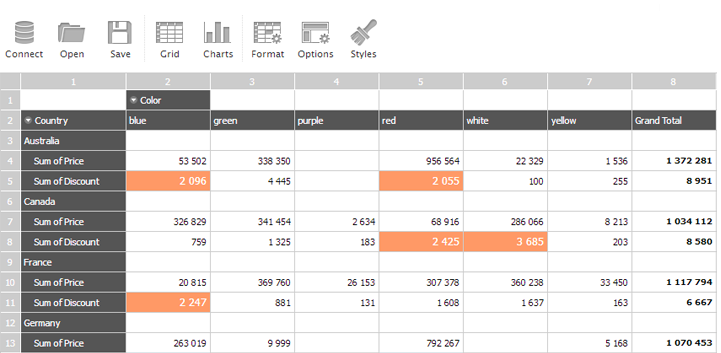 Connect Open Save Grid Charts Format Options Styles
1 2 3 4 5 6 7 8
1 Color
2 Country blue green purple red white yellow Grand Total
3 Australia
4 Sum of Price 53 502 338 350 956 564 22 329 1 536 1 372 281
5 Sum of Discount 2 096 4 445 2 055 100 255 8 951
6 Canada
7 Sum of Price 326 829 341 454 2 634 68 916 286 066 8 213 1 034 112
8 Sum of Discount 759 1 325 183 2 425 3 685 203 8 580
9 France
10 Sum of Price 20 815 369 760 26 153 307 378 360 238 33 450 1 117 794
11 Sum of Discount 2 247 881 131 1 608 1 637 163 6 667
12 Germany
13 Sum of Price 263 019 9 999 792 267 5 168 1 070 453